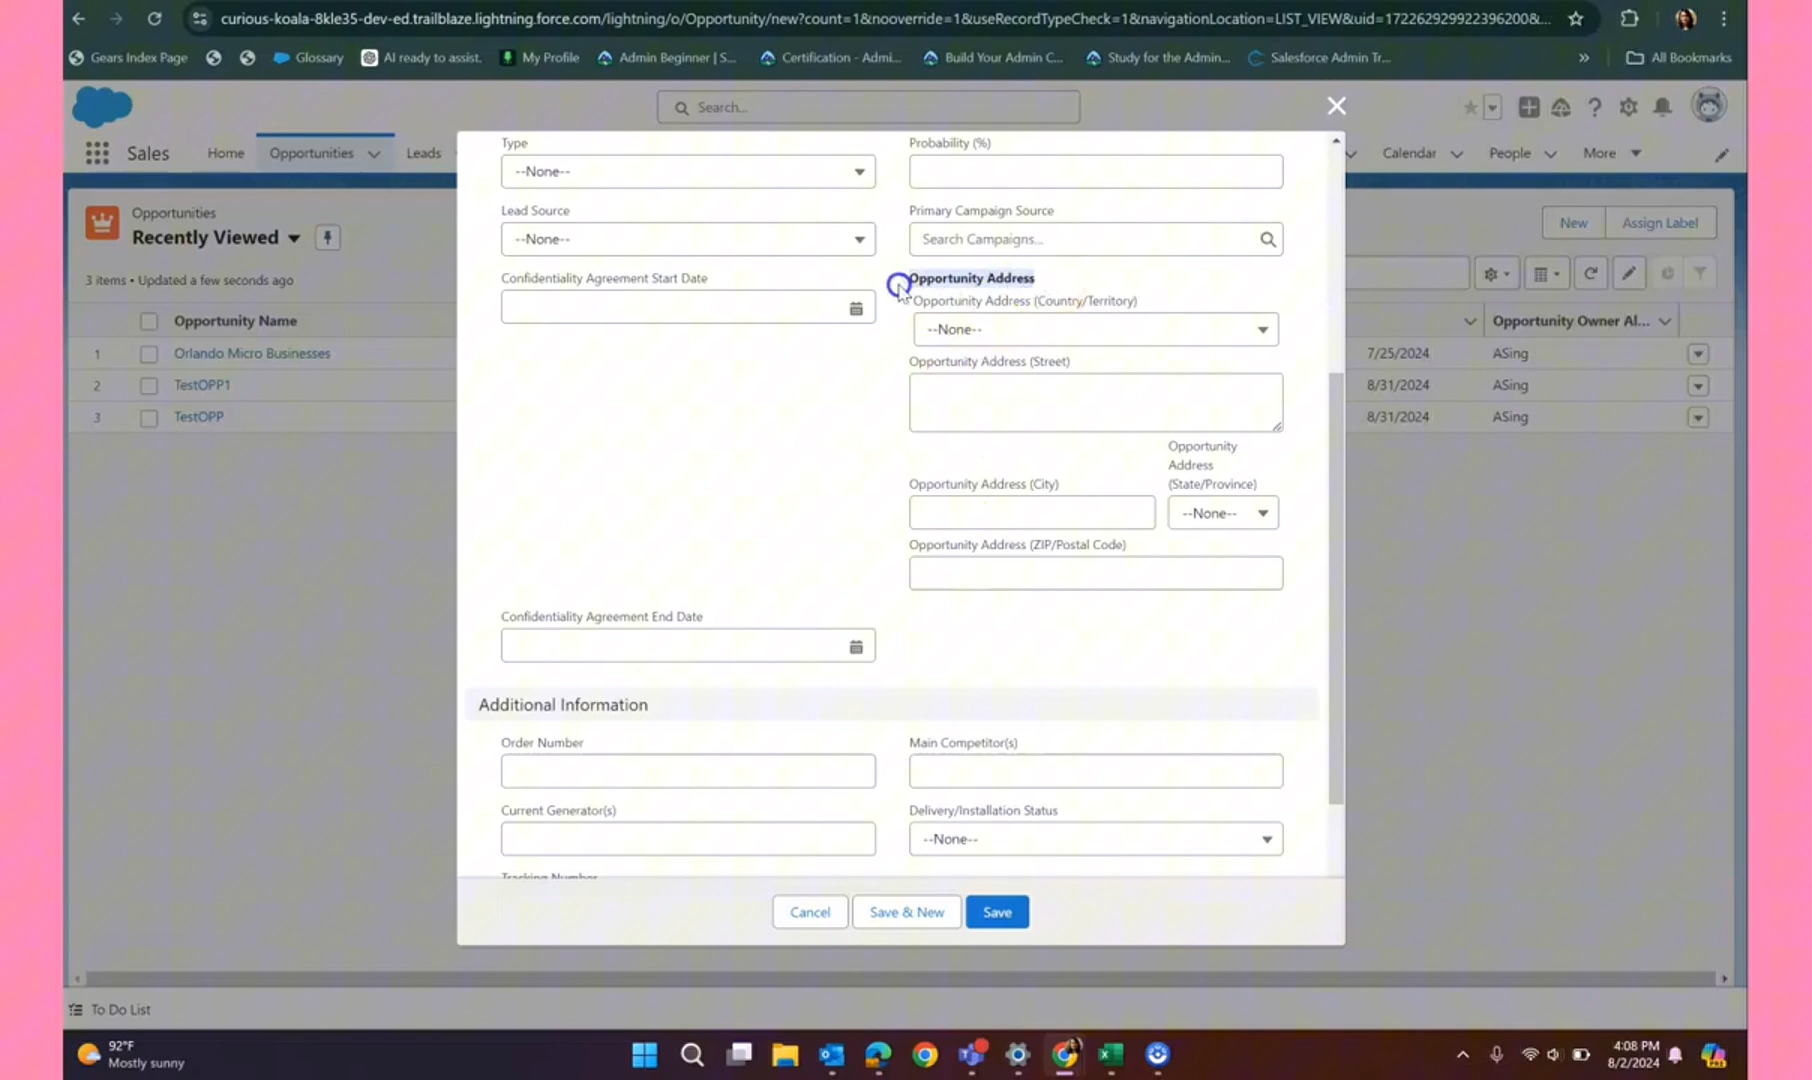 curious-koala-8kle35-dev-ed.trailblaze.lightning.force.com/lightning/o/Opportunity/new?count=1&nooverride=1&useRecordTypeCheck=1&navigationLocation=LIST_VIEW&uid=172262929922396200&...
Gears Index Page Glossary AI ready to assist. My Profile Admin Beginner | S... Certification - Admi... Build Your Admin C... Study for the Admin... Salesforce Admin Tr... » All Bookmarks
Search...
Sales Home Opportunities Leads Calendar People More
Opportunities
Recently Viewed
New Assign Label
3 items • Updated a few seconds ago
Opportunity Name Opportunity Owner Al...
1 Orlando Micro Businesses 7/25/2024 ASing
2 TestOPP1 8/31/2024 ASing
3 TestOPP 8/31/2024 ASing
Type Probability (%)
--None--
Lead Source Primary Campaign Source
--None-- Search Campaigns...
Confidentiality Agreement Start Date Opportunity Address
Opportunity Address (Country/Territory)
--None--
Opportunity Address (Street)
Opportunity
Address
Opportunity Address (City) (State/Province)
--None--
Opportunity Address (ZIP/Postal Code)
Confidentiality Agreement End Date
Additional Information
Order Number Main Competitor(s)
Current Generator(s) Delivery/Installation Status
--None--
Tracking Number
Cancel Save & New Save
To Do List
92°F
Mostly sunny
4:08 PM
8/2/2024